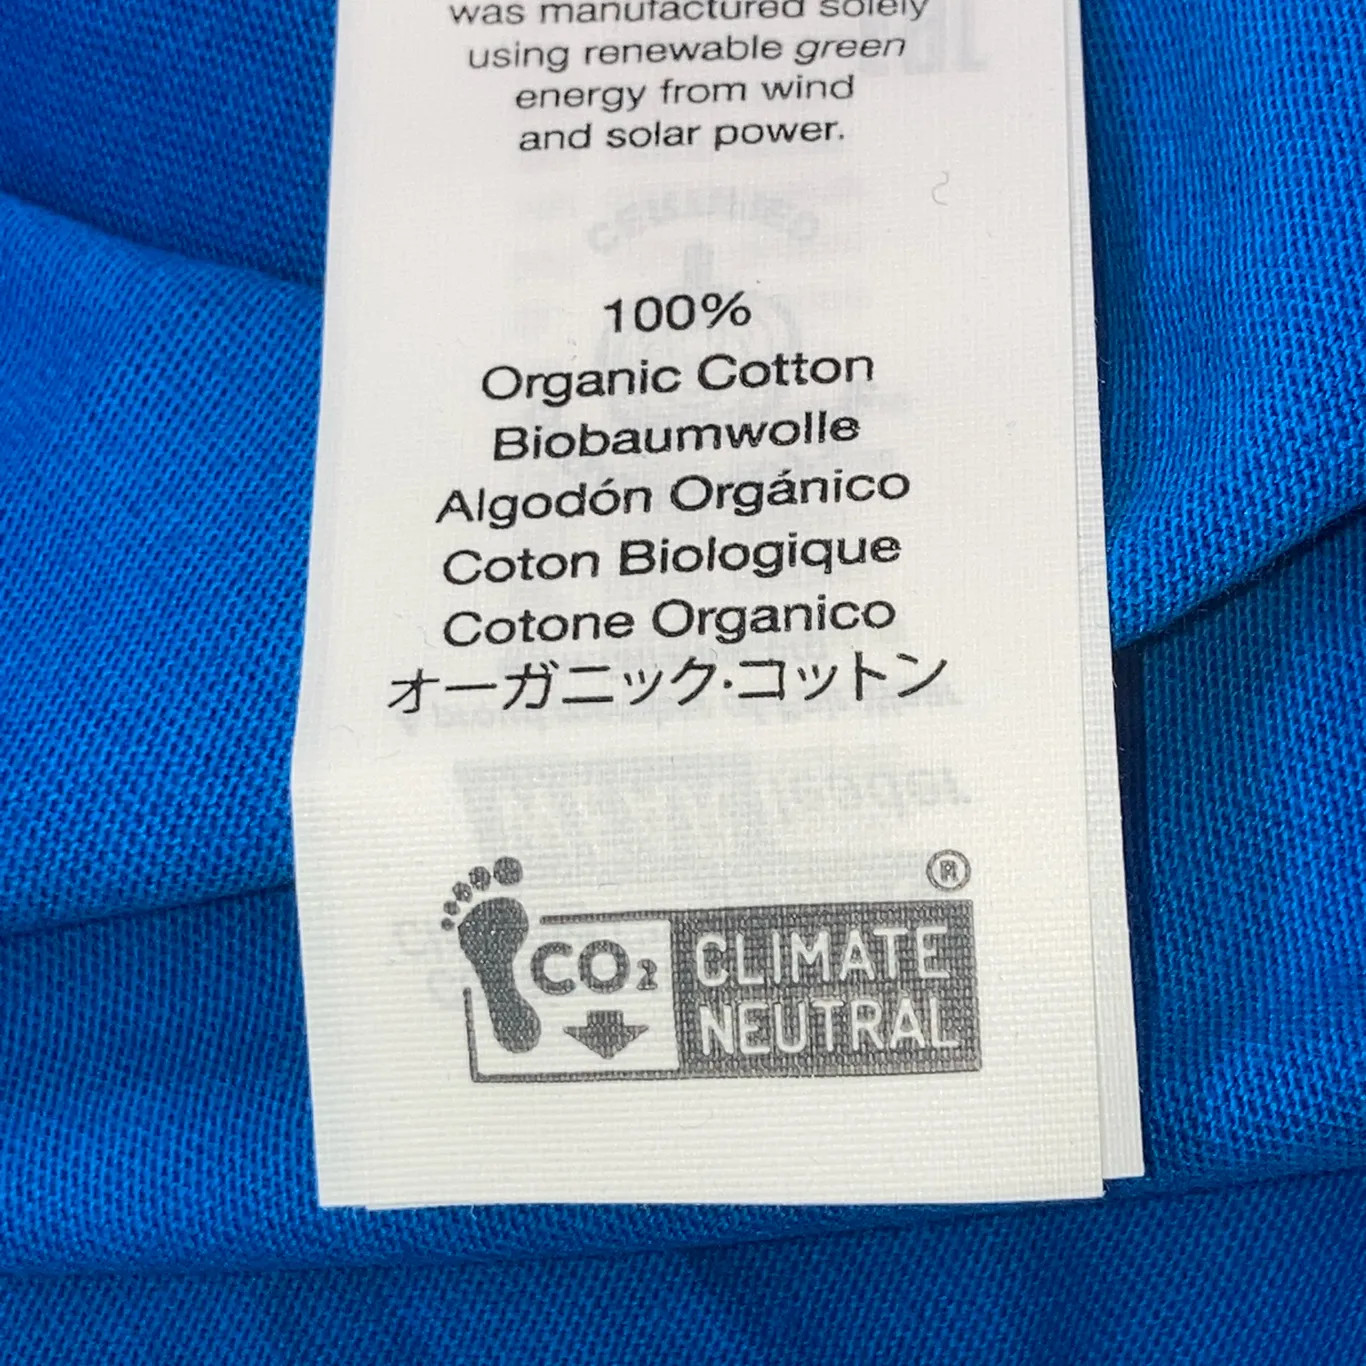 was manufactured solely
using renewable green
energy from wind
and solar power.
100%
Organic Cotton
Biobaumwolle
Algodón Orgánico
Coton Biologique
Cotone Organico
オーガニック·コットン
®
CO₂ CLIMATE
NEUTRAL